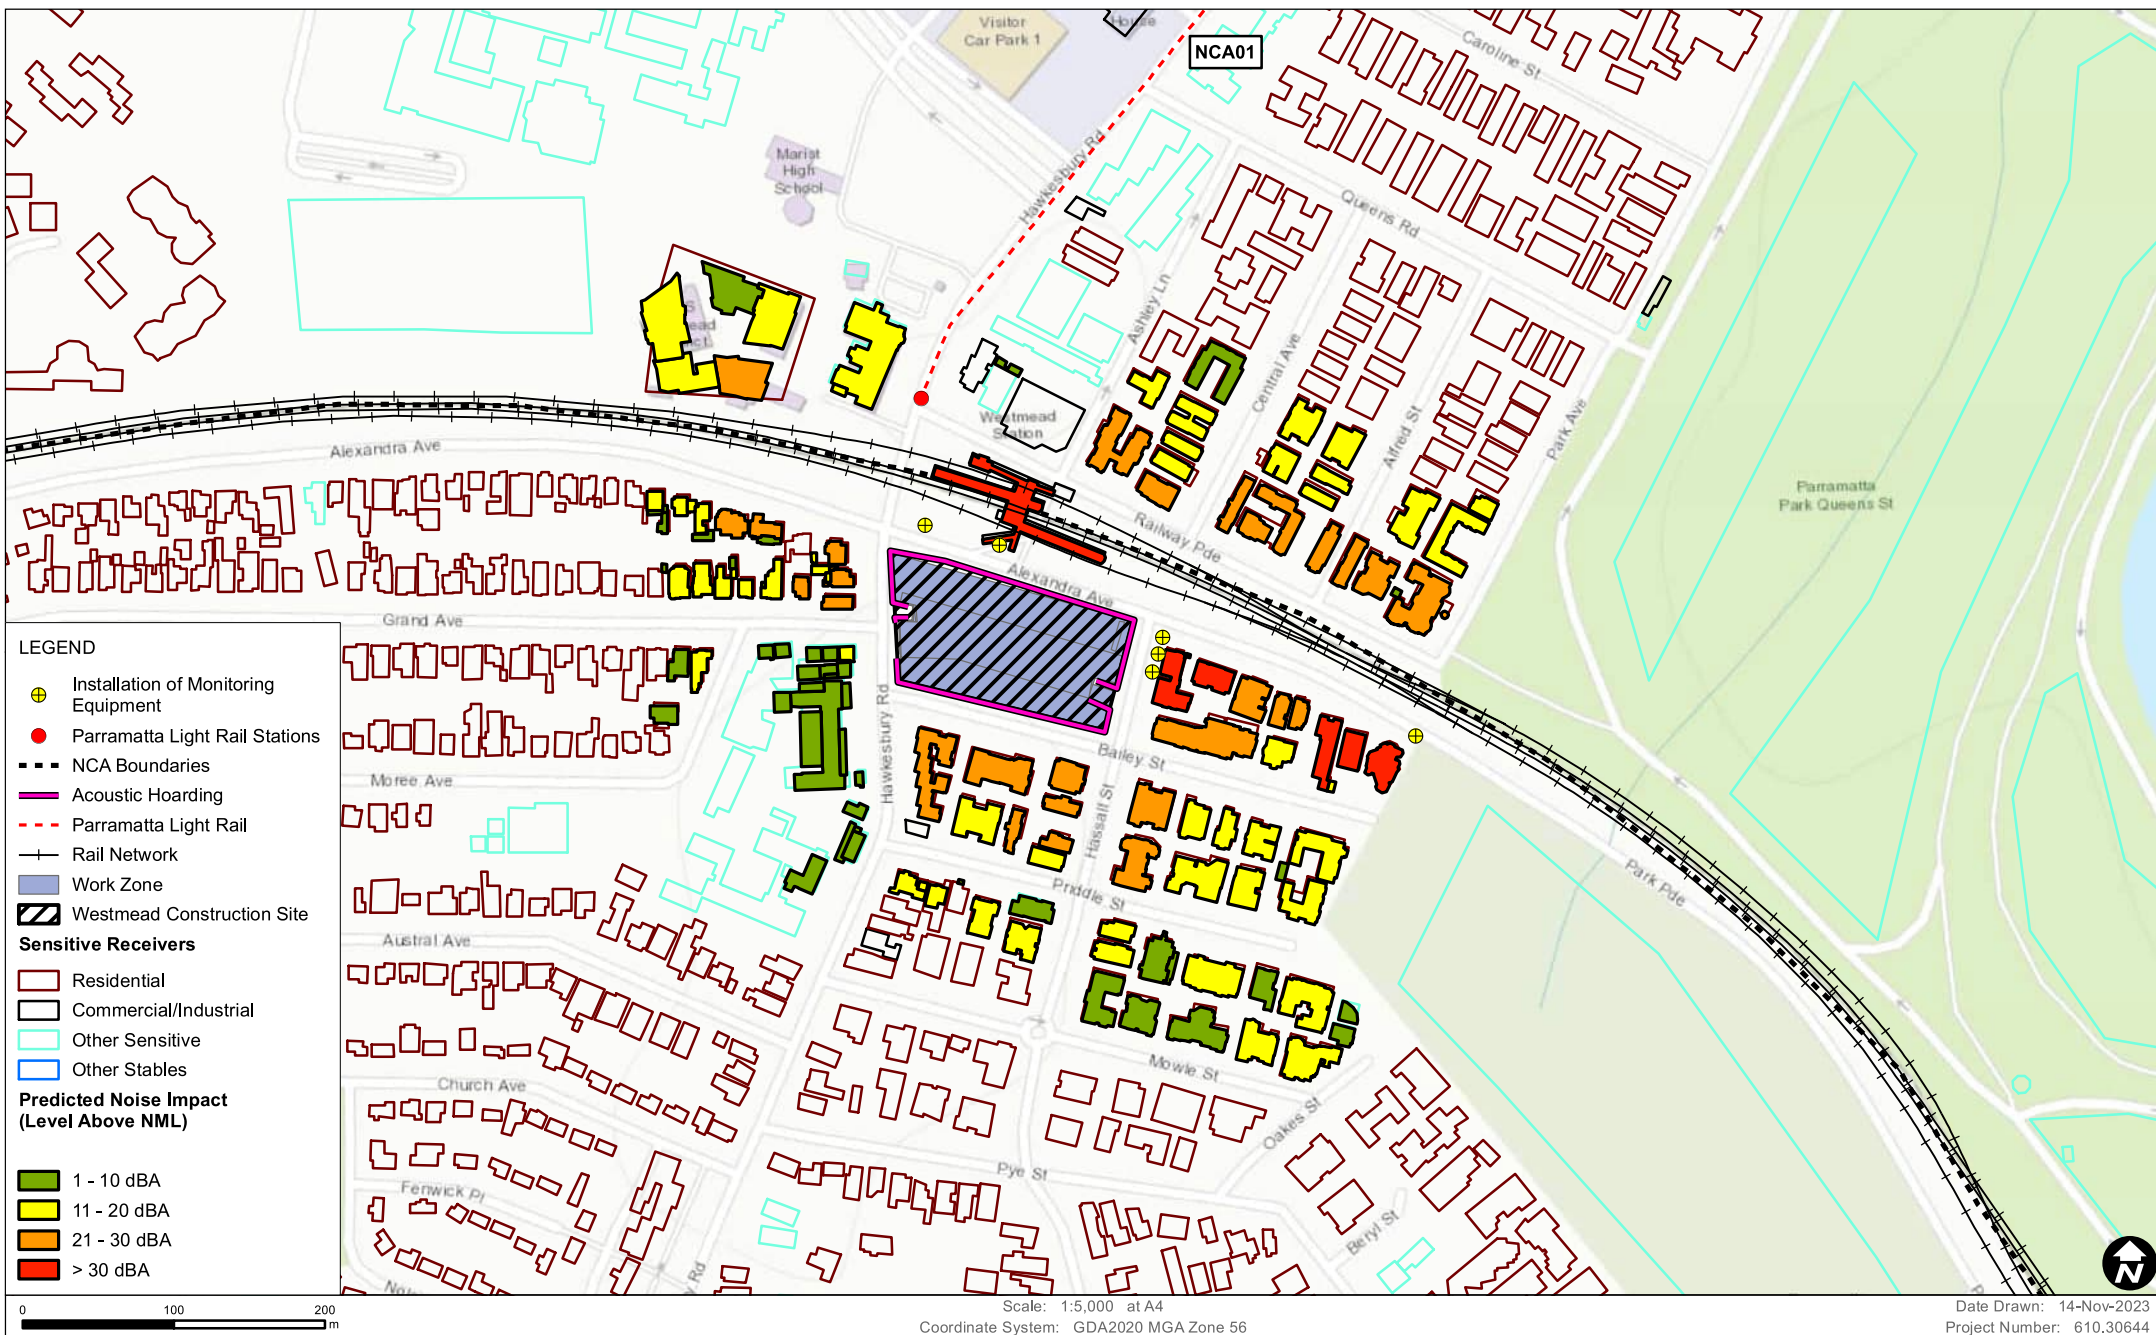 Visitor
Car Park 1
House
NCA01
Caroline St
Marist
High
School
Hawkesbury Rd
Queens Rd
Ashley Ln
Central Ave
Alfred St
Park Ave
Westmead
Station
Parramatta
Park Queens St
Alexandra Ave
Railway Pde
Alexandra Ave
Grand Ave
Hawkesbury Rd
Bailey St
Moree Ave
Hassall St
Priddle St
Park Pde
Austral Ave
Mowle St
Church Ave
Oakes St
Pye St
Fenwick Pl
Beryl St
y Rd
LEGEND
Installation of Monitoring
Equipment
Parramatta Light Rail Stations
NCA Boundaries
Acoustic Hoarding
Parramatta Light Rail
Rail Network
Work Zone
Westmead Construction Site
Sensitive Receivers
Residential
Commercial/Industrial
Other Sensitive
Other Stables
Predicted Noise Impact
(Level Above NML)
1 - 10 dBA
11 - 20 dBA
21 - 30 dBA
> 30 dBA
N
0 100 200
m
Scale: 1:5,000 at A4
Coordinate System: GDA2020 MGA Zone 56
Date Drawn: 14-Nov-2023
Project Number: 610.30644